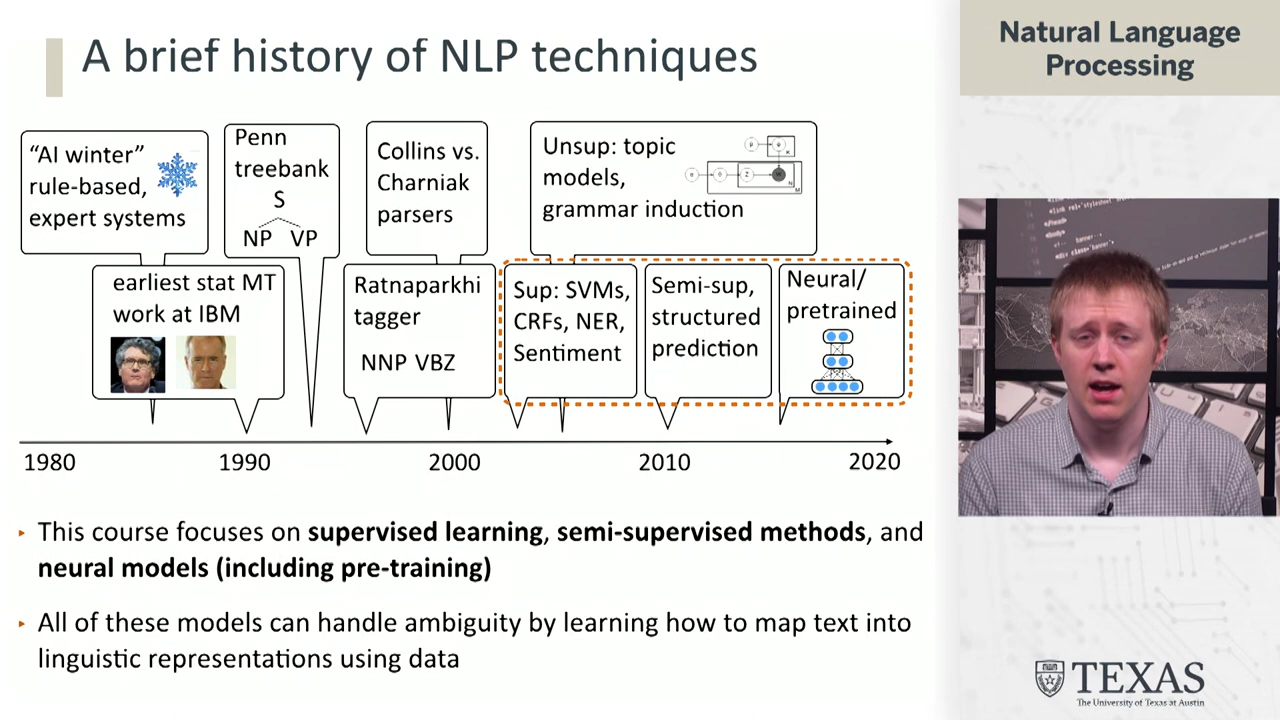 A brief history of NLP techniques
Natural Language
Processing
“AI winter”
rule-based,
expert systems
Penn
treebank
S
NP VP
Collins vs.
Charniak
parsers
Unsup: topic
models,
grammar induction
earliest stat MT
work at IBM
Ratnaparkhi
tagger
NNP VBZ
Sup: SVMs,
CRFs, NER,
Sentiment
Semi-sup,
structured
prediction
Neural/
pretrained
1980 1990 2000 2010 2020
‣ This course focuses on supervised learning, semi-supervised methods, and
neural models (including pre-training)
‣ All of these models can handle ambiguity by learning how to map text into
linguistic representations using data
TEXAS
The University of Texas at Austin